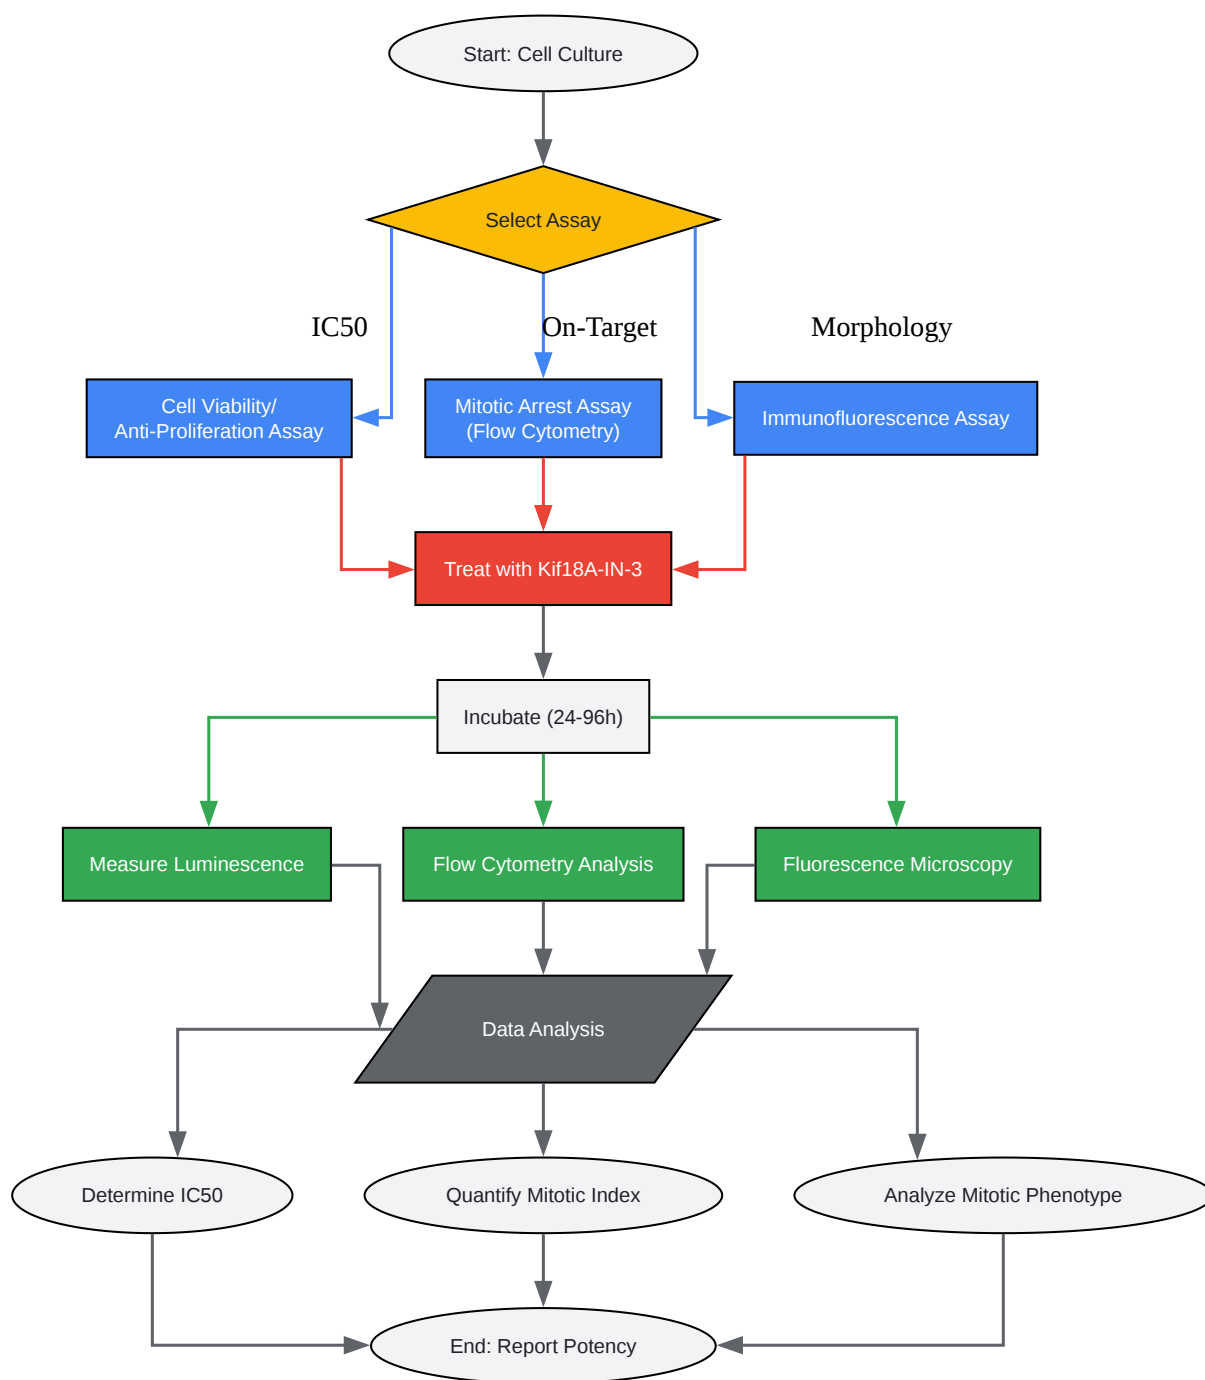 Start: Cell Culture
Select Assay
IC50
On-Target
Morphology
Cell Viability/
Anti-Proliferation Assay
Mitotic Arrest Assay
(Flow Cytometry)
Immunofluorescence Assay
Treat with Kif18A-IN-3
Incubate (24-96h)
Measure Luminescence
Flow Cytometry Analysis
Fluorescence Microscopy
Data Analysis
Determine IC50
Quantify Mitotic Index
Analyze Mitotic Phenotype
End: Report Potency